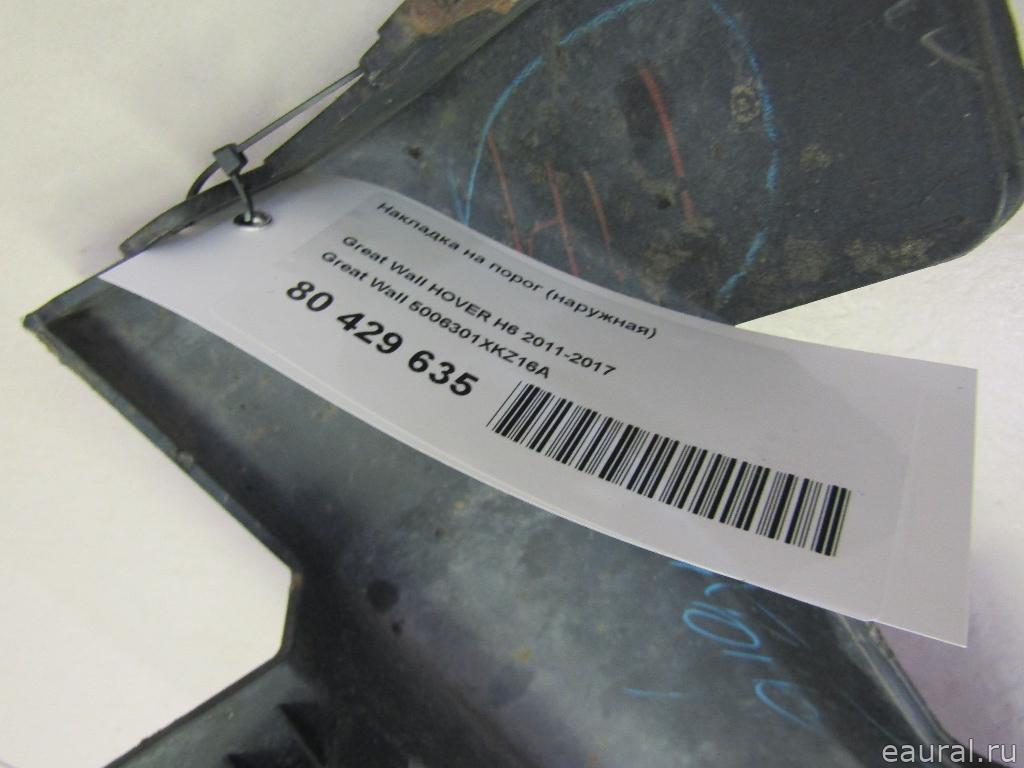 Накладка на порог (наружная)
Great Wall HOVER H6 2011-2017
Great Wall 5006301XKZ16A
80 429 635
eaural.ru